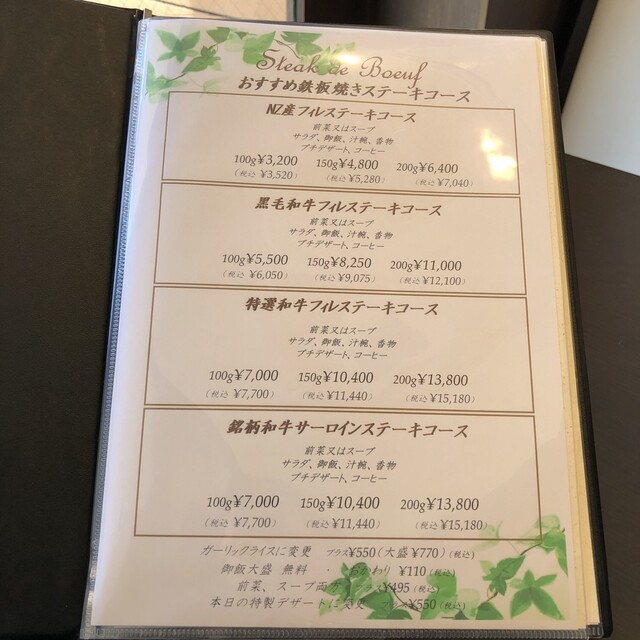 Steak de Boeuf
おすすめ鉄板焼きステーキコース
NZ産フィレステーキコース
前菜又はスープ
サラダ、御飯、汁椀、香物
プチデザート、コーヒー
100g¥3,200 150g¥4,800 200g¥6,400
(税込 ¥3,520) (税込 ¥5,280) (税込 ¥7,040)
黒毛和牛フィレステーキコース
前菜又はスープ
サラダ、御飯、汁椀、香物
プチデザート、コーヒー
100g¥5,500 150g¥8,250 200g¥11,000
(税込 ¥6,050) (税込 ¥9,075) (税込 ¥12,100)
特選和牛フィレステーキコース
前菜又はスープ
サラダ、御飯、汁椀、香物
プチデザート、コーヒー
100g¥7,000 150g¥10,400 200g¥13,800
(税込 ¥7,700) (税込 ¥11,440) (税込 ¥15,180)
銘柄和牛サーロインステーキコース
前菜又はスープ
サラダ、御飯、汁椀、香物
プチデザート、コーヒー
100g¥7,000 150g¥10,400 200g¥13,800
(税込 ¥7,700) (税込 ¥11,440) (税込 ¥15,180)
ガーリックライスに変更 プラス¥550 (大盛 ¥770) (税込)
御飯大盛 無料 ・ おかわり ¥110 (税込)
前菜、スープ両方 ¥495 (税込)
本日の特製デザートに変更 プラス ¥550 (税込)